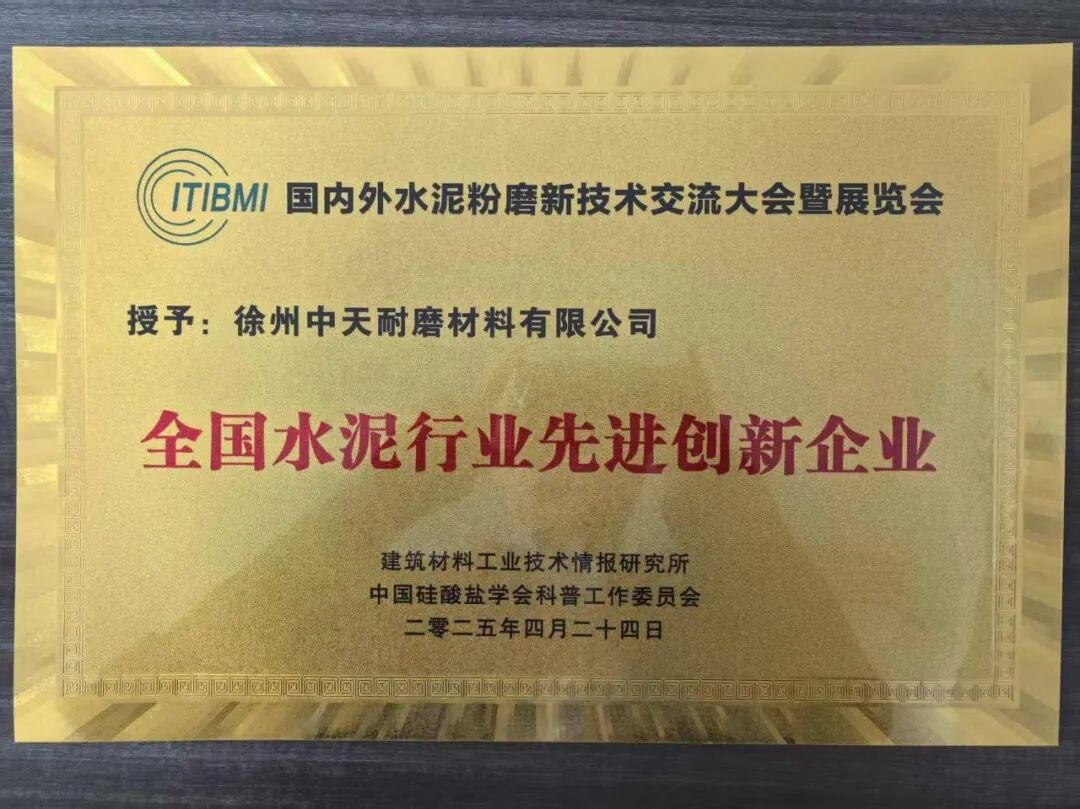 ITIBMI 国内外水泥粉磨新技术交流大会暨展览会
授予：徐州中天耐磨材料有限公司
全国水泥行业先进创新企业
建筑材料工业技术情报研究所
中国硅酸盐学会科普工作委员会
二零二五年四月二十四日